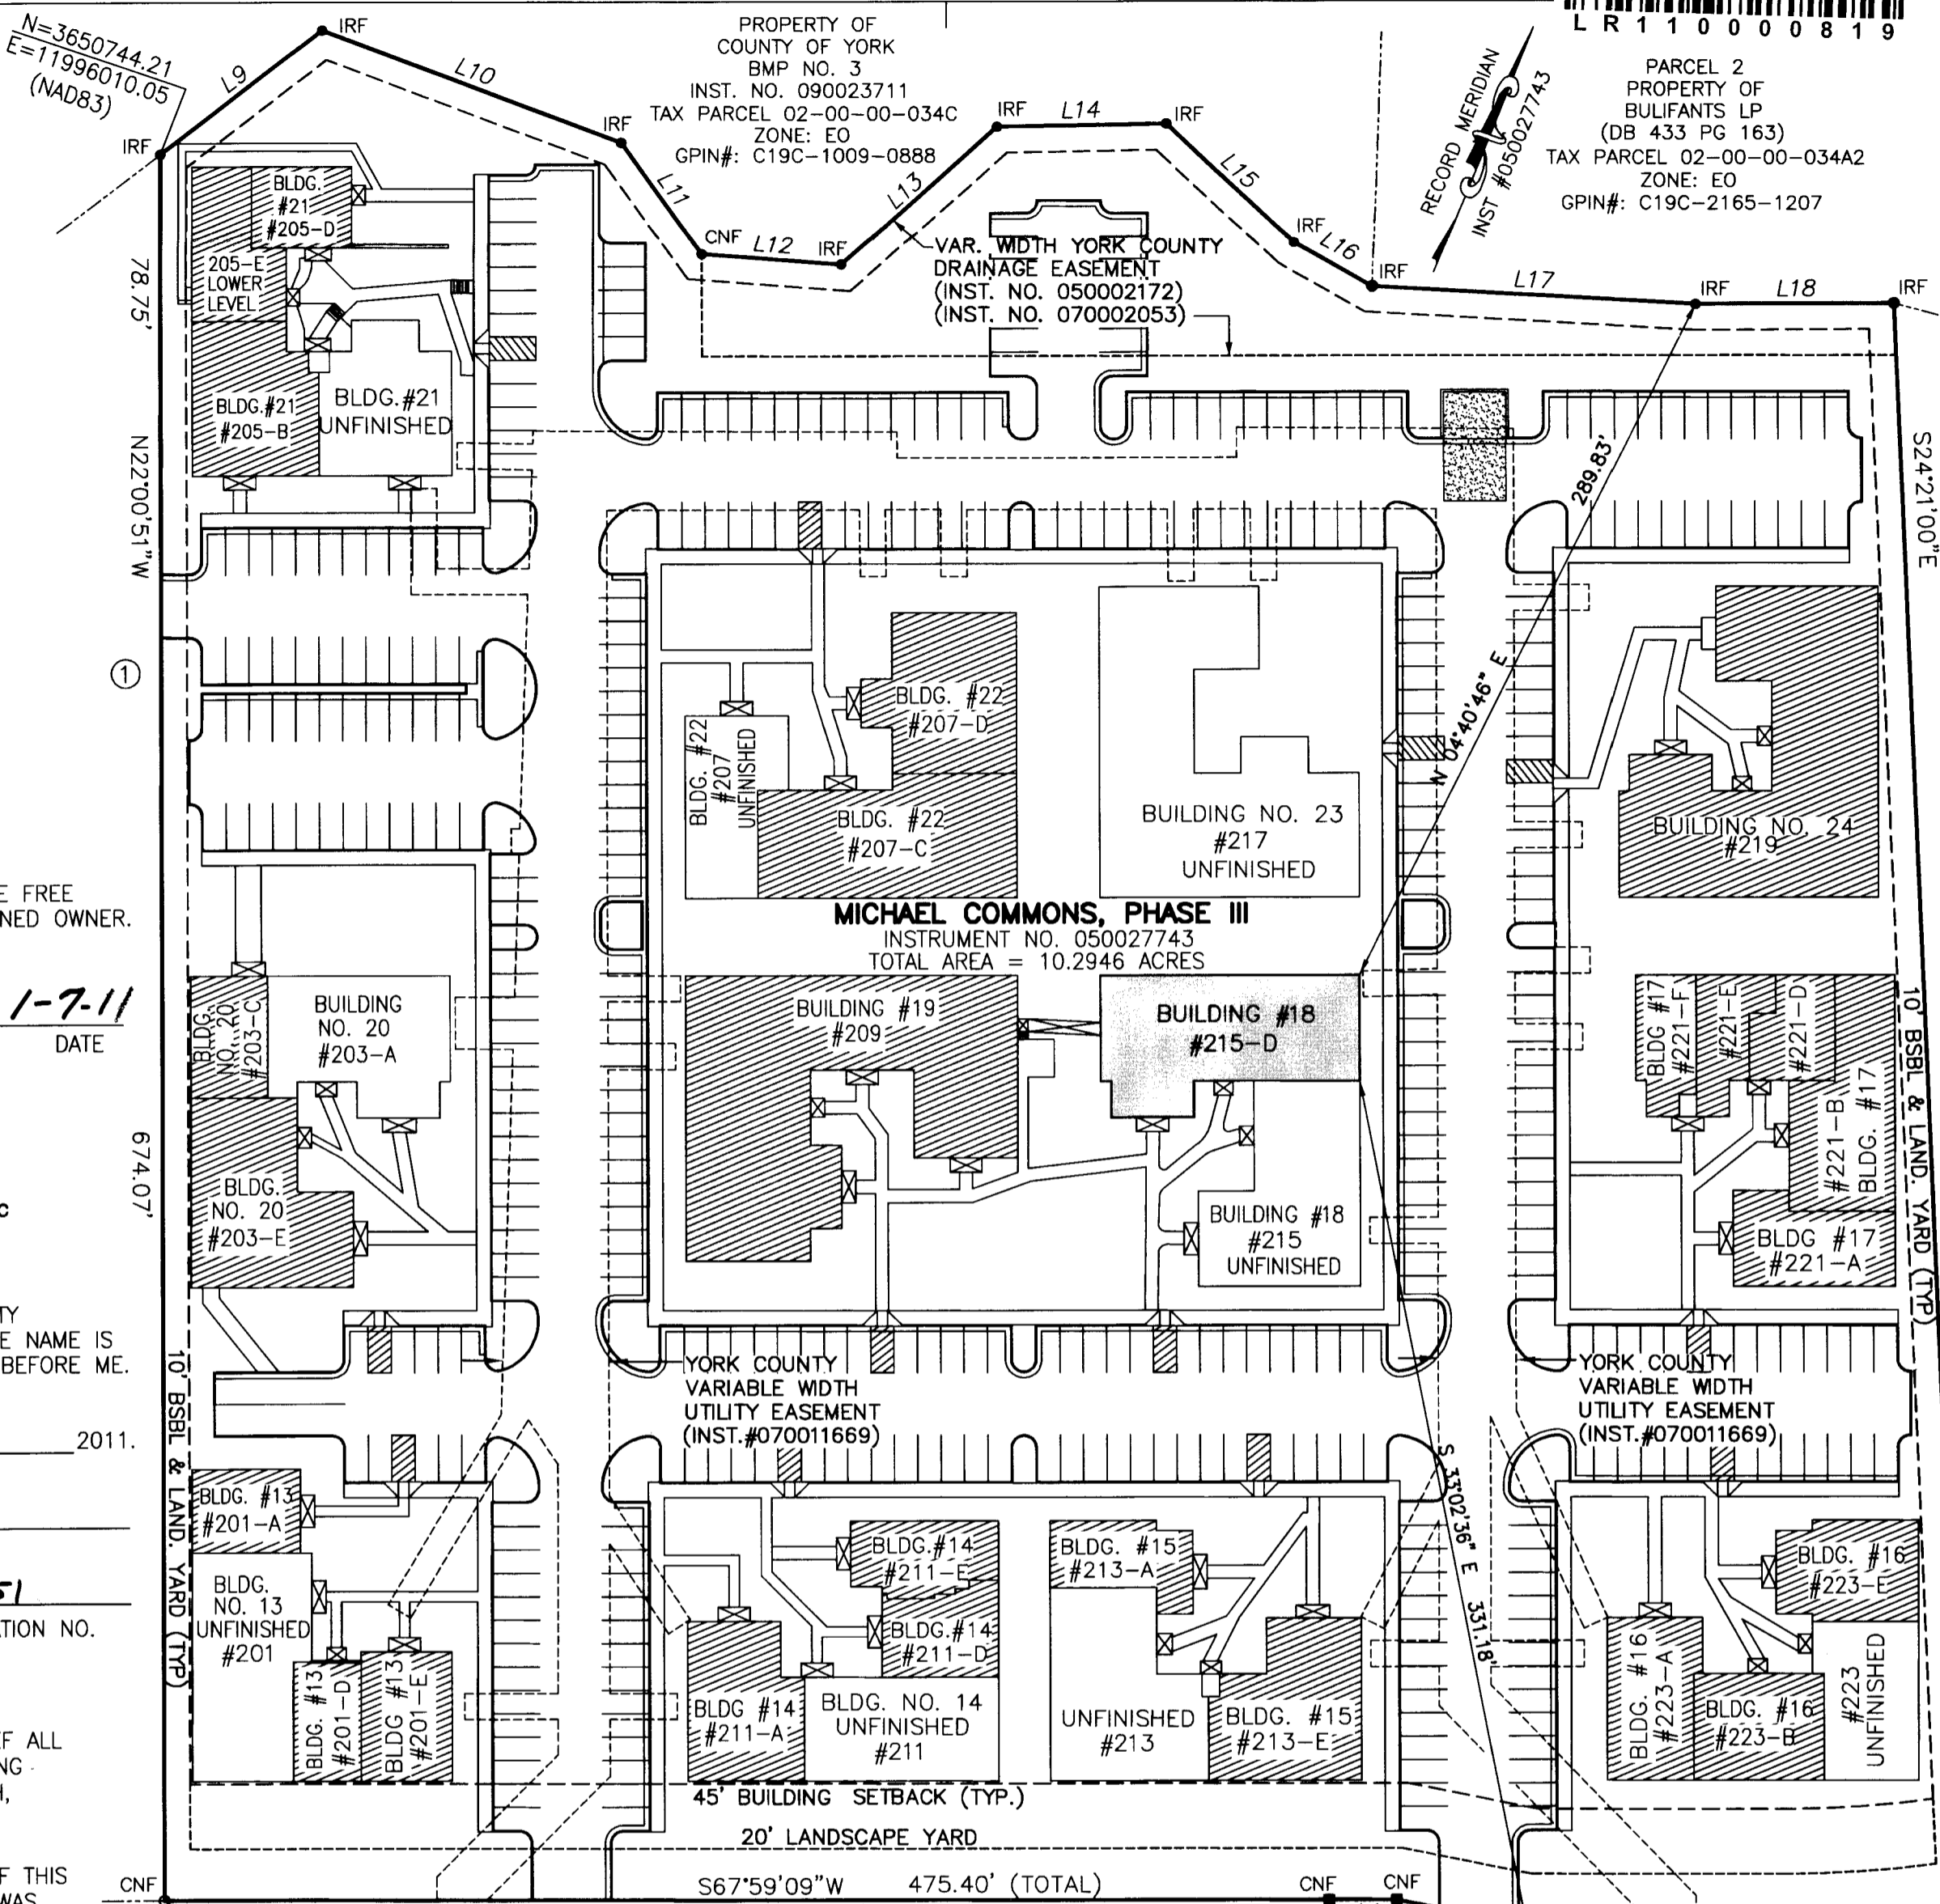 N=3650744.21
E=11996010.05
(NAD83)
IRF
L9
IRF
L10
PROPERTY OF
COUNTY OF YORK
BMP NO. 3
INST. NO. 090023711
TAX PARCEL 02-00-00-034C
ZONE: EO
GPIN#: C19C-1009-0888
LR110000819
RECORD MERIDIAN
INST #050027743
PARCEL 2
PROPERTY OF
BULIFANTS LP
(DB 433 PG 163)
TAX PARCEL 02-00-00-034A2
ZONE: EO
GPIN#: C19C-2165-1207
IRF
L11
CNF
L12
IRF
L13
IRF
L14
IRF
L15
L16
IRF
L17
IRF
L18
IRF
VAR. WIDTH YORK COUNTY
DRAINAGE EASEMENT
(INST. NO. 050002172)
(INST. NO. 070002053)
78.75'
N22°00'51"W
674.07'
S24°21'00"E
BLDG.
#21
#205-D
205-E
LOWER
LEVEL
BLDG.#21
#205-B
BLDG.#21
UNFINISHED
289.83'
N 04°40'46" E
1
BLDG. #22
#207-D
BLDG. #22
#207
UNFINISHED
BLDG. #22
#207-C
BUILDING NO. 23
#217
UNFINISHED
BUILDING NO. 24
#219
MICHAEL COMMONS, PHASE III
INSTRUMENT NO. 050027743
TOTAL AREA = 10.2946 ACRES
E FREE
NED OWNER.
1-7-11
DATE
BLDG.
NO. 20
#203-C
BUILDING
NO. 20
#203-A
BUILDING #19
#209
BUILDING #18
#215-D
BLDG #17
#221-F
#221-E
#221-D
#221-B
BLDG. #17
10' BSBL & LAND. YARD (TYP)
BLDG.
NO. 20
#203-E
BUILDING #18
#215
UNFINISHED
BLDG #17
#221-A
c
TY
E NAME IS
BEFORE ME.
2011.
YORK COUNTY
VARIABLE WIDTH
UTILITY EASEMENT
(INST.#070011669)
YORK COUNTY
VARIABLE WIDTH
UTILITY EASEMENT
(INST.#070011669)
10' BSBL & LAND. YARD (TYP)
S 33°02'36" E 331.18'
BLDG. #13
#201-A
BLDG.
NO. 13
UNFINISHED
#201
BLDG. #13
#201-D
BLDG #13
#201-E
BLDG.#14
#211-E
BLDG.#14
#211-D
BLDG #14
#211-A
BLDG. NO. 14
UNFINISHED
#211
BLDG. #15
#213-A
UNFINISHED
#213
BLDG. #15
#213-E
BLDG. #16
#223-E
BLDG. #16
#223-A
BLDG. #16
#223-B
#223
UNFINISHED
51
TION NO.
EF ALL
NG
H,
45' BUILDING SETBACK (TYP.)
20' LANDSCAPE YARD
F THIS
WAS
CNF
S67°59'09"W 475.40' (TOTAL)
CNF
CNF